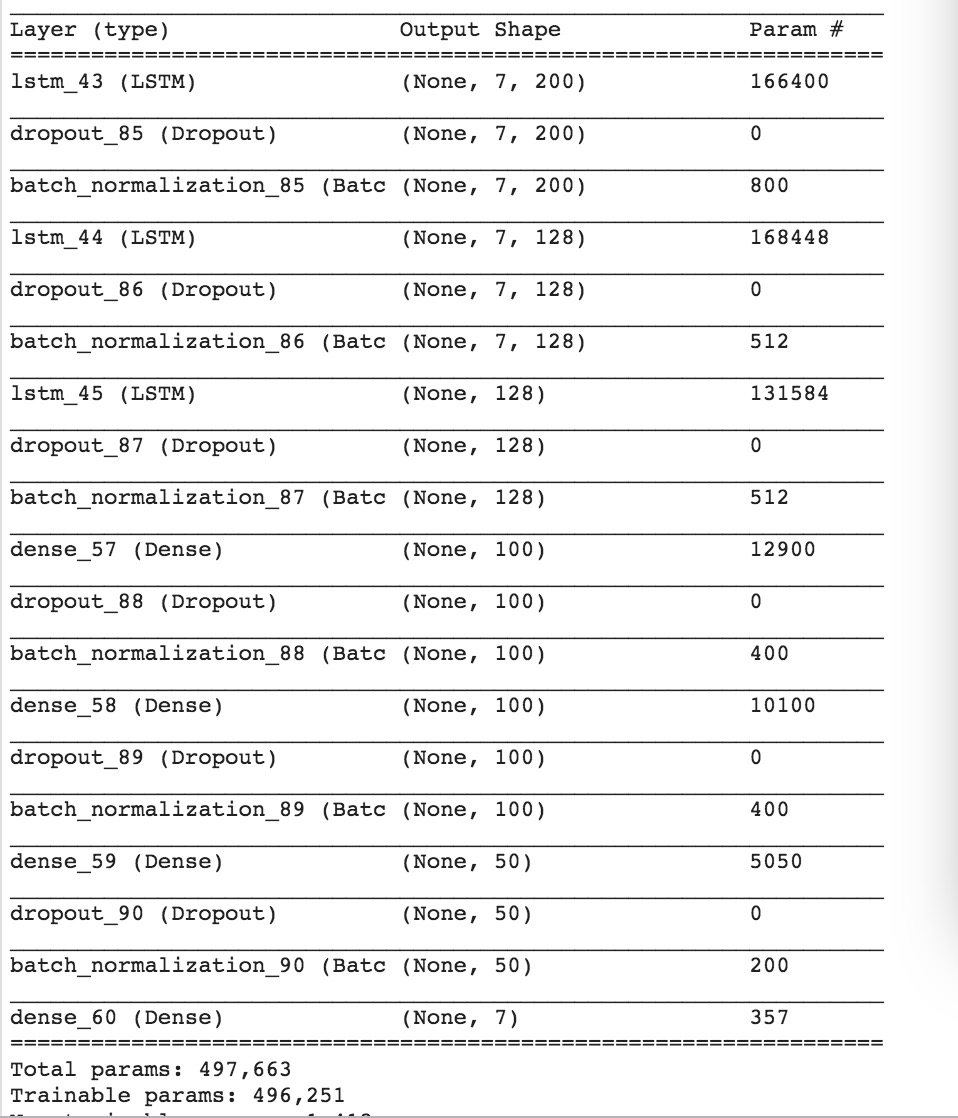 Layer (type) Output Shape Param #
lstm_43 (LSTM) (None, 7, 200) 166400
dropout_85 (Dropout) (None, 7, 200) 0
batch_normalization_85 (Batc (None, 7, 200) 800
lstm_44 (LSTM) (None, 7, 128) 168448
dropout_86 (Dropout) (None, 7, 128) 0
batch_normalization_86 (Batc (None, 7, 128) 512
lstm_45 (LSTM) (None, 128) 131584
dropout_87 (Dropout) (None, 128) 0
batch_normalization_87 (Batc (None, 128) 512
dense_57 (Dense) (None, 100) 12900
dropout_88 (Dropout) (None, 100) 0
batch_normalization_88 (Batc (None, 100) 400
dense_58 (Dense) (None, 100) 10100
dropout_89 (Dropout) (None, 100) 0
batch_normalization_89 (Batc (None, 100) 400
dense_59 (Dense) (None, 50) 5050
dropout_90 (Dropout) (None, 50) 0
batch_normalization_90 (Batc (None, 50) 200
dense_60 (Dense) (None, 7) 357
Total params: 497,663
Trainable params: 496,251